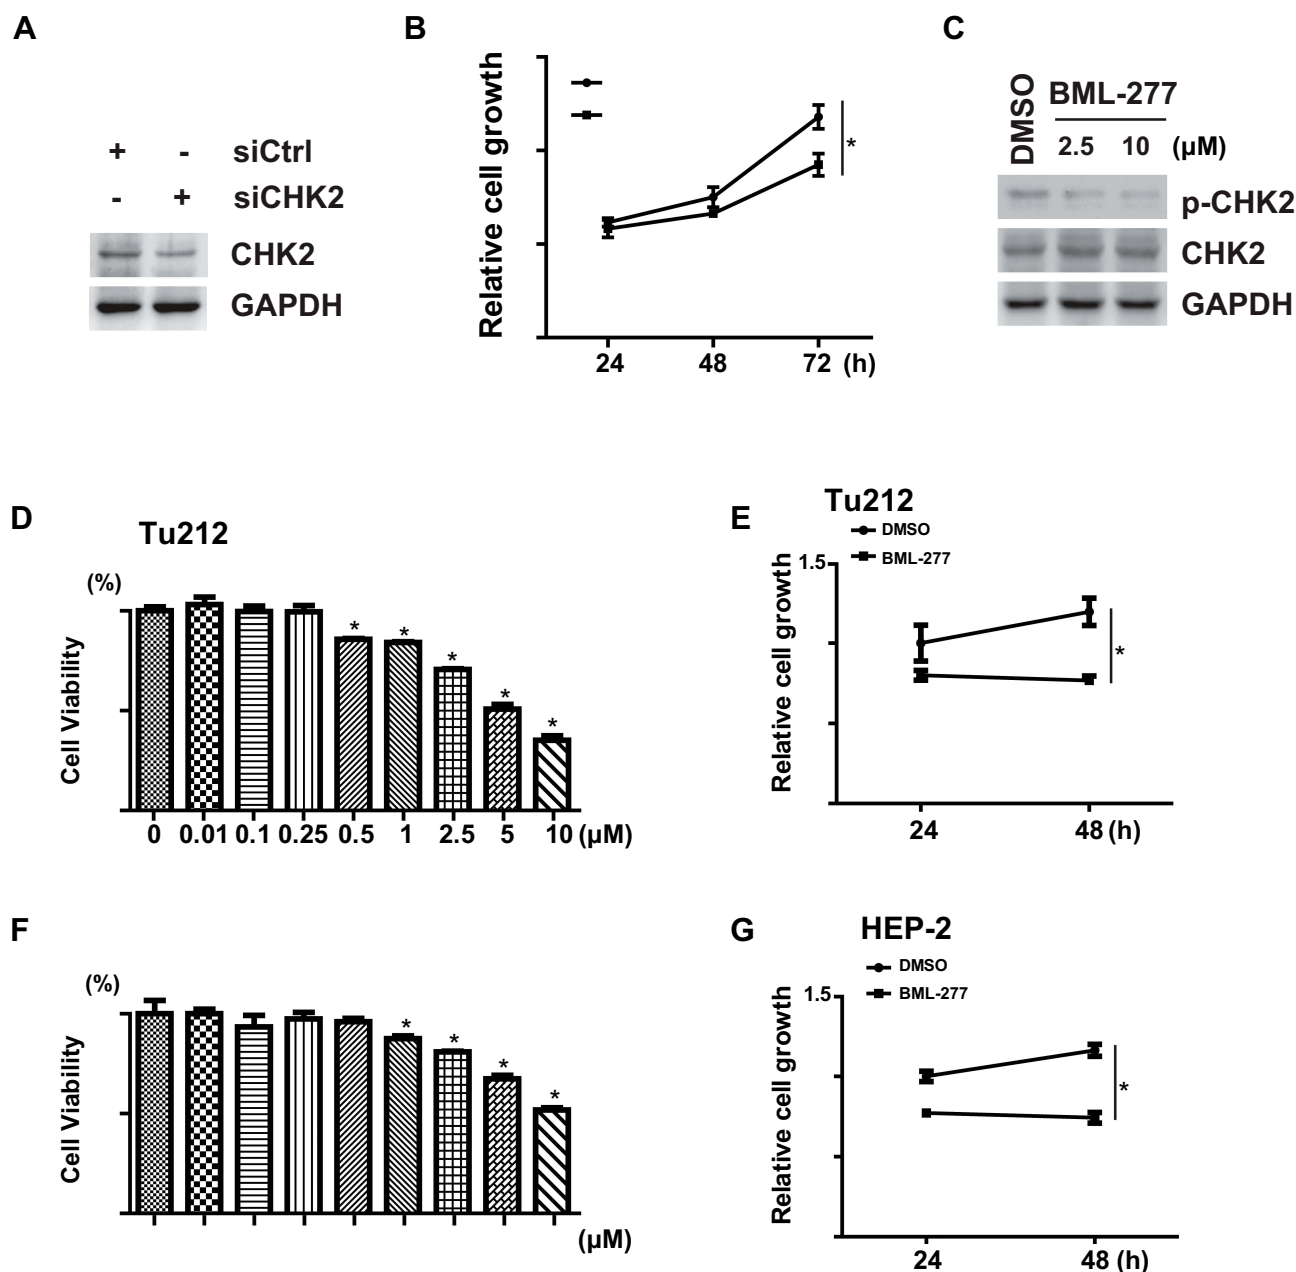 A
+ - siCtrl
- + siCHK2
CHK2
GAPDH
B
Relative cell growth
*
24 48 72 (h)
C
DMSO
BML-277
2.5 10 (µM)
p-CHK2
CHK2
GAPDH
D
Tu212
(%)
Cell Viability
* * * * *
0 0.01 0.1 0.25 0.5 1 2.5 5 10 (µM)
E
Tu212
DMSO
BML-277
1.5
Relative cell growth
*
24 48 (h)
F
(%)
Cell Viability
* * * *
(µM)
G
HEP-2
DMSO
BML-277
1.5
Relative cell growth
*
24 48 (h)